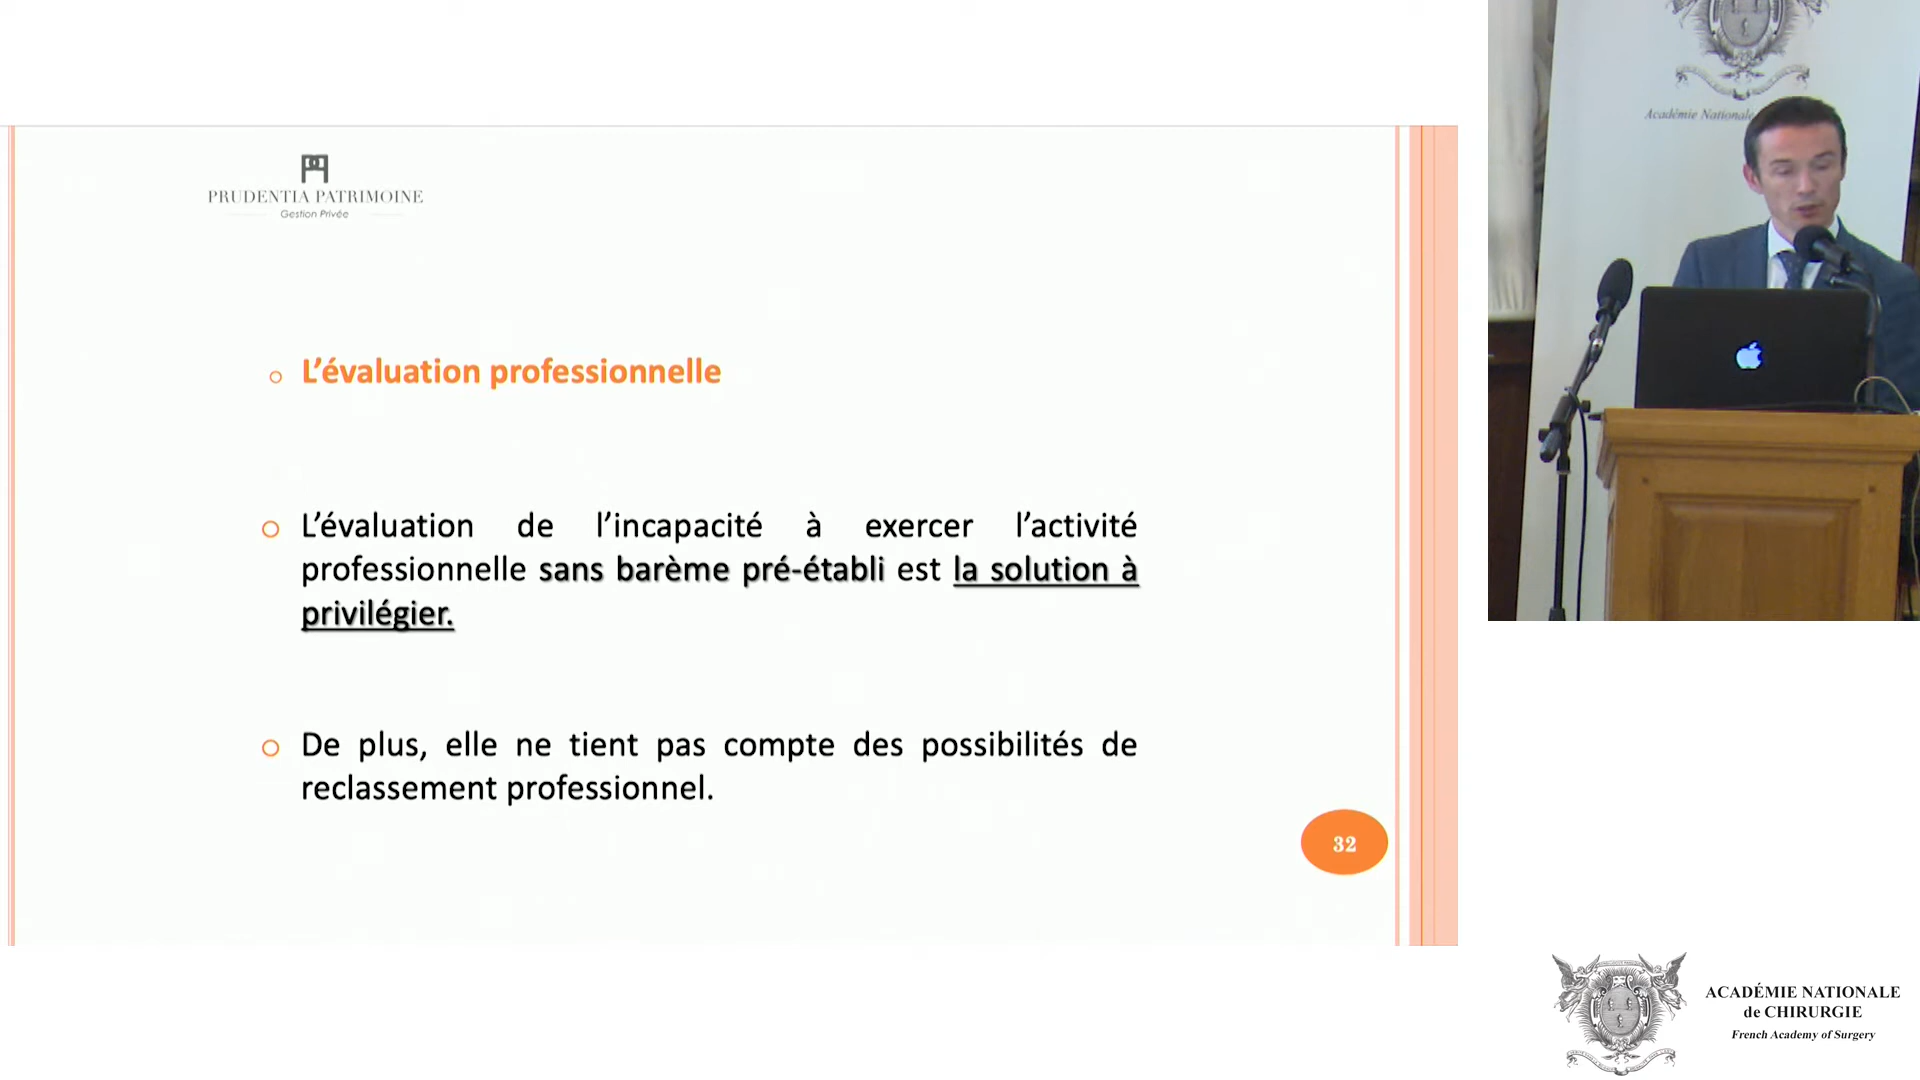 PRUDENTIA PATRIMOINE
Gestion Privée
L’évaluation professionnelle
L’évaluation de l’incapacité à exercer l’activité
professionnelle sans barème pré-établi est la solution à
privilégier.
De plus, elle ne tient pas compte des possibilités de
reclassement professionnel.
32
Académie Nationale
ACADÉMIE NATIONALE
de CHIRURGIE
French Academy of Surgery